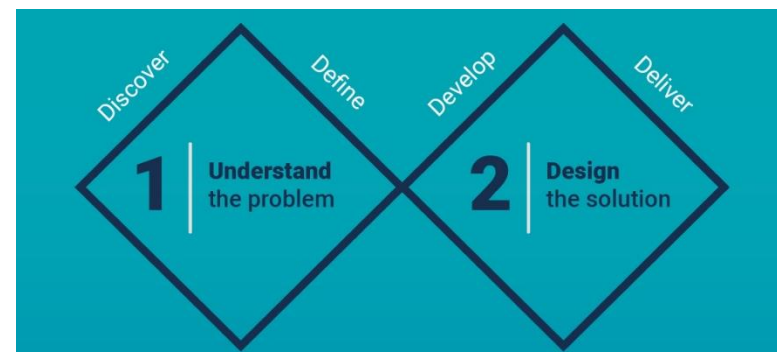 Discover
Define
Develop
Deliver
1
Understand
the problem
2
Design
the solution